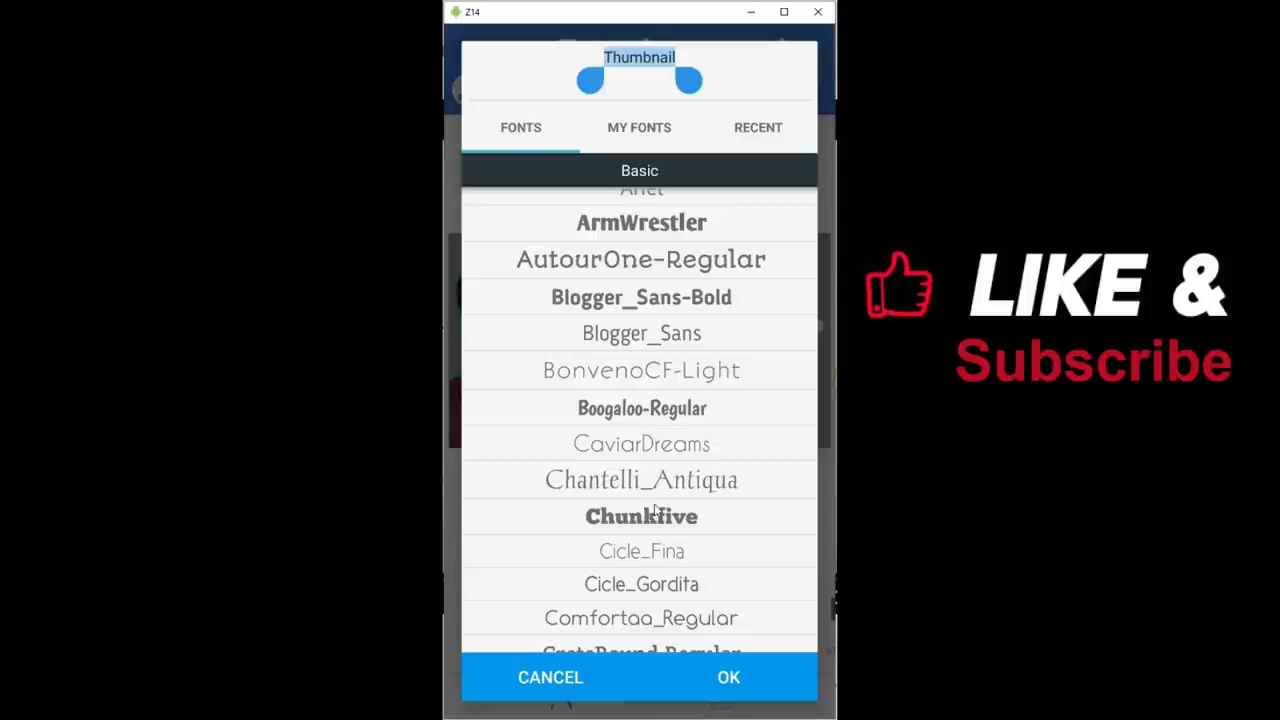 Z14
Thumbnail
FONTS MY FONTS RECENT
Basic
ArmWrestler
AutourOne-Regular
Blogger_Sans-Bold
Blogger_Sans
BonvenoCF-Light
Boogaloo-Regular
CaviarDreams
Chantelli_Antiqua
Chunkfive
Cicle_Fina
Cicle_Gordita
Comfortaa_Regular
CANCEL OK
LIKE &
Subscribe